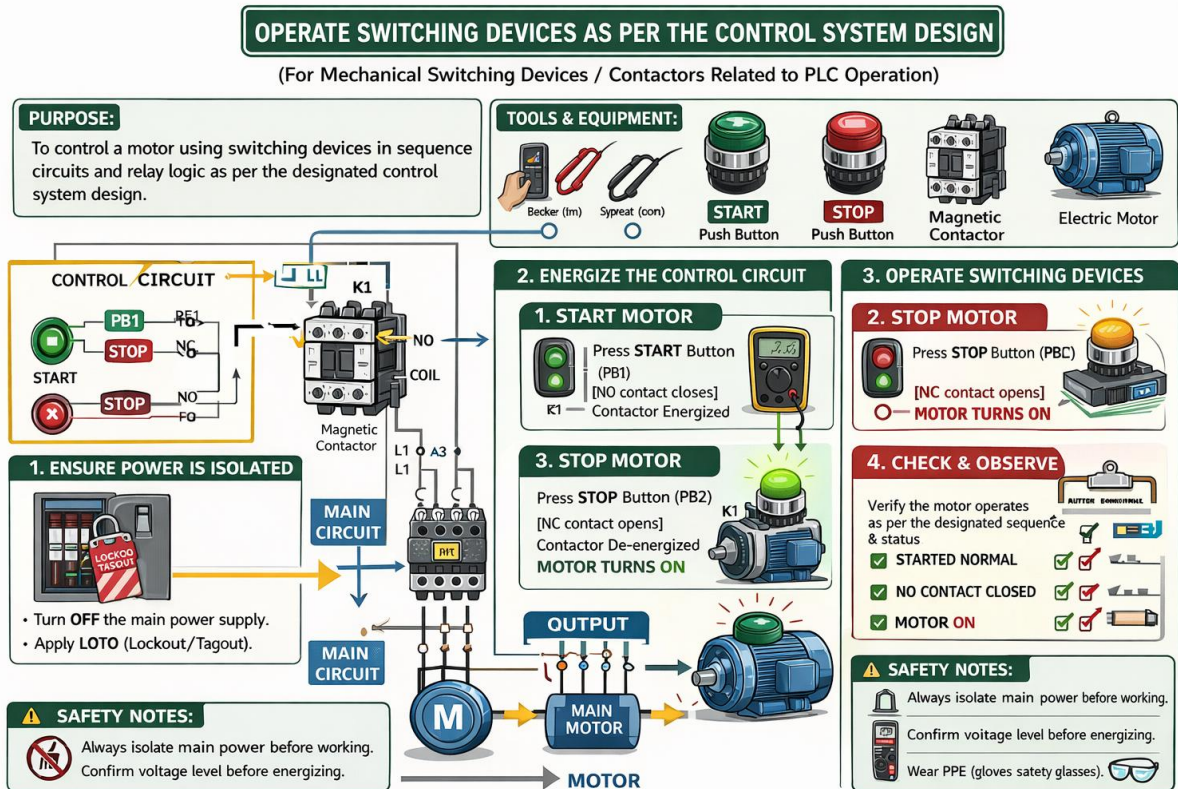 OPERATE SWITCHING DEVICES AS PER THE CONTROL SYSTEM DESIGN
(For Mechanical Switching Devices / Contactors Related to PLC Operation)
PURPOSE:
To control a motor using switching devices in sequence
circuits and relay logic as per the designated control
system design.
TOOLS & EQUIPMENT:
Becker (tm)
Sypreat (con)
START
Push Button
STOP
Push Button
Magnetic
Contactor
Electric Motor
CONTROL CIRCUIT
PB1
NC
STOP
START
STOP
NO
FO
LL
K1
NO
COIL
Magnetic
Contactor
L1 A3
L1
1. ENSURE POWER IS ISOLATED
LOCKOO
TASOUT
• Turn OFF the main power supply.
• Apply LOTO (Lockout/Tagout).
MAIN
CIRCUIT
MAIN
CIRCUIT
2. ENERGIZE THE CONTROL CIRCUIT
1. START MOTOR
Press START Button
(PB1)
[NO contact closes]
K1 Contactor Energized
3. STOP MOTOR
Press STOP Button (PB2)
[NC contact opens]
Contactor De-energized
MOTOR TURNS ON
K1
OUTPUT
M
MAIN
MOTOR
MOTOR
3. OPERATE SWITCHING DEVICES
2. STOP MOTOR
Press STOP Button (PBC)
[NC contact opens]
MOTOR TURNS ON
4. CHECK & OBSERVE
Verify the motor operates
as per the designated sequence
& status
STARTED NORMAL
NO CONTACT CLOSED
MOTOR ON
SAFETY NOTES:
Always isolate main power before working.
Confirm voltage level before energizing.
SAFETY NOTES:
Always isolate main power before working.
Confirm voltage level before energizing.
Wear PPE (gloves safety glasses).